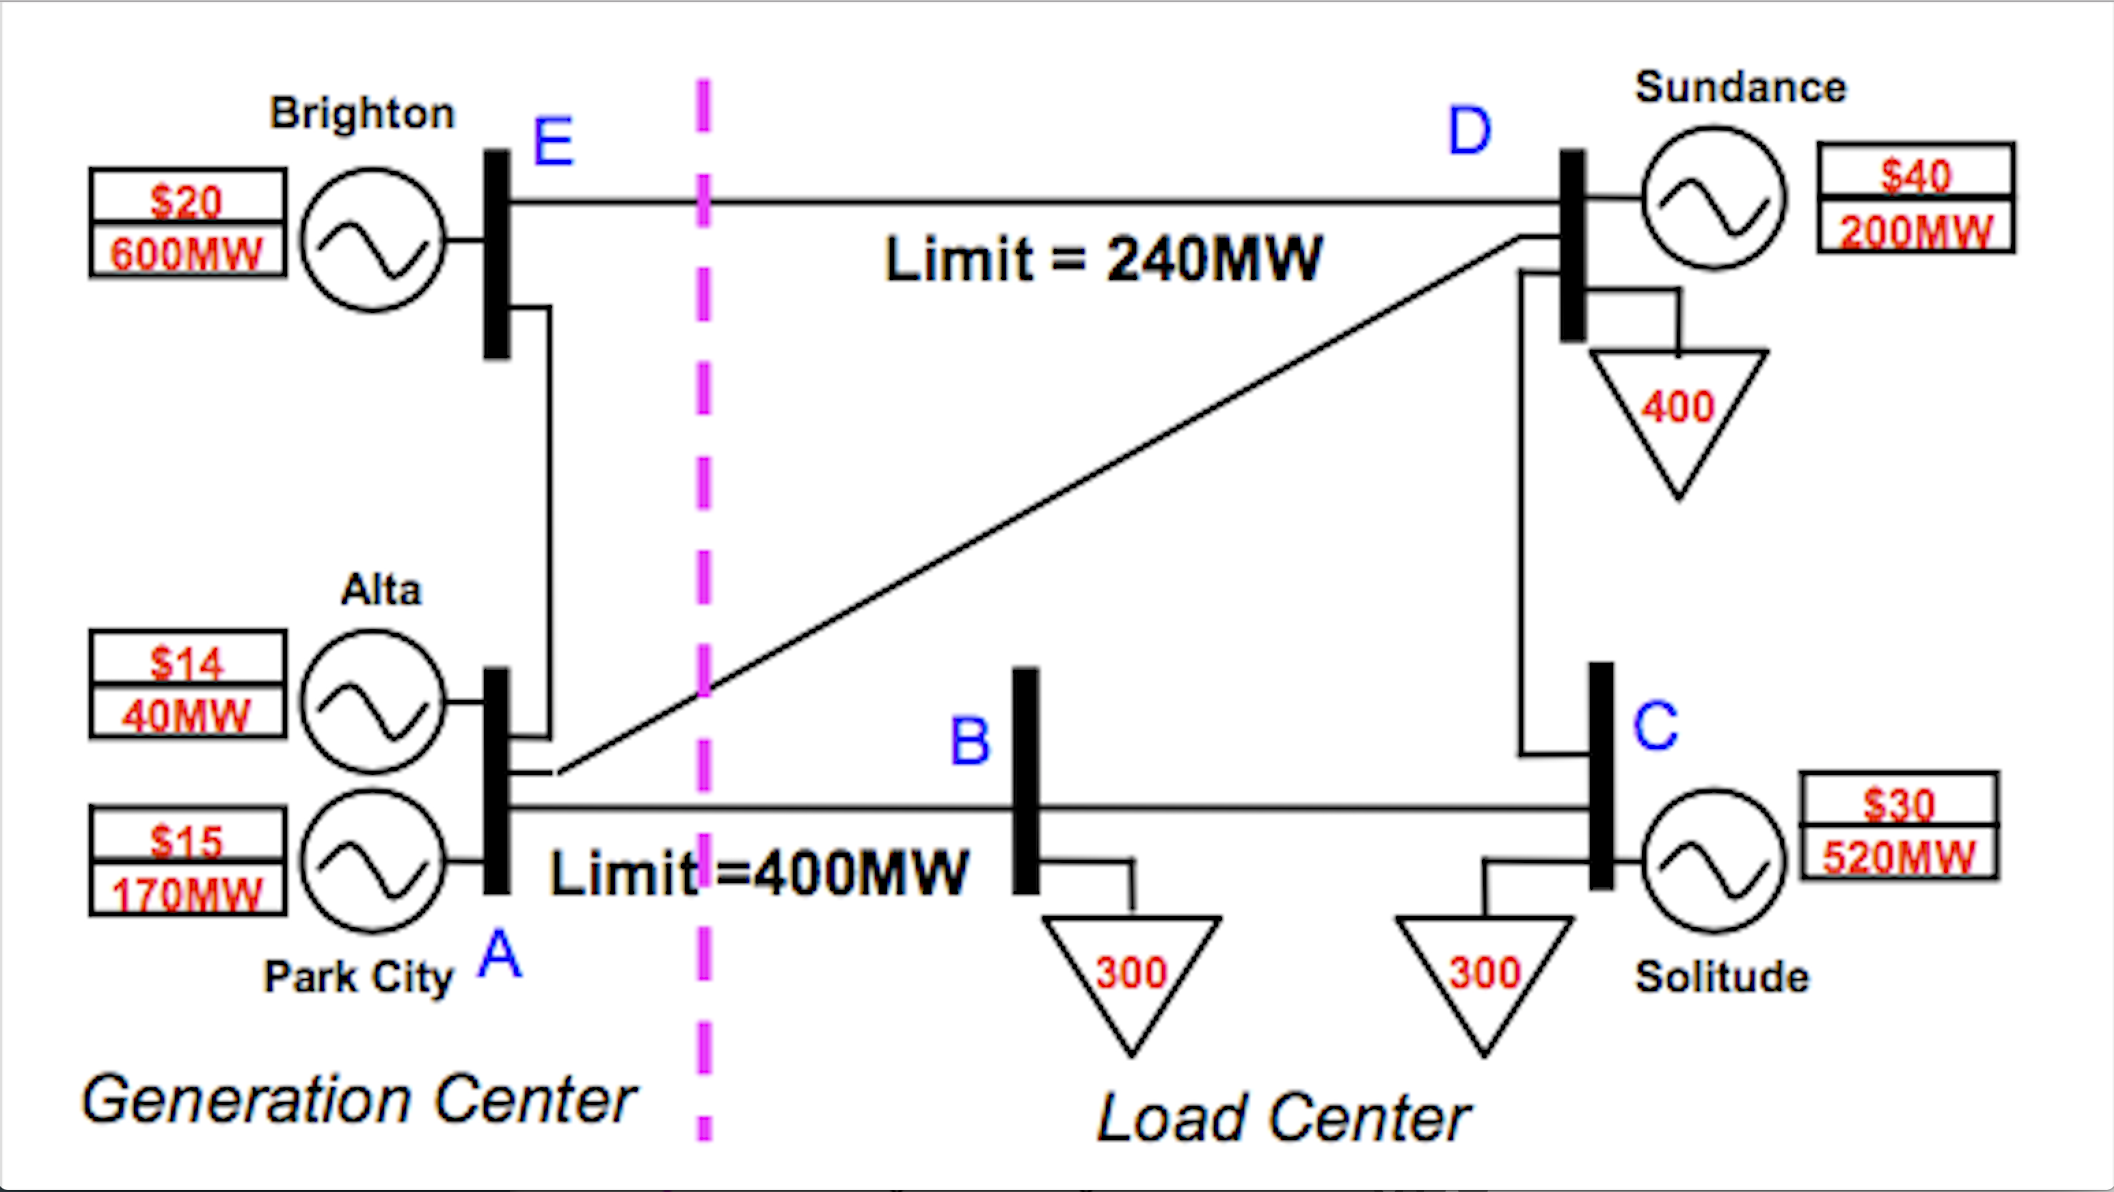 Sundance
Brighton
E
D
$20
600MW
$40
200MW
Limit = 240MW
400
Alta
$14
40MW
B
C
$15
170MW
Limit =400MW
$30
520MW
A
Park City
300
300
Solitude
Generation Center
Load Center